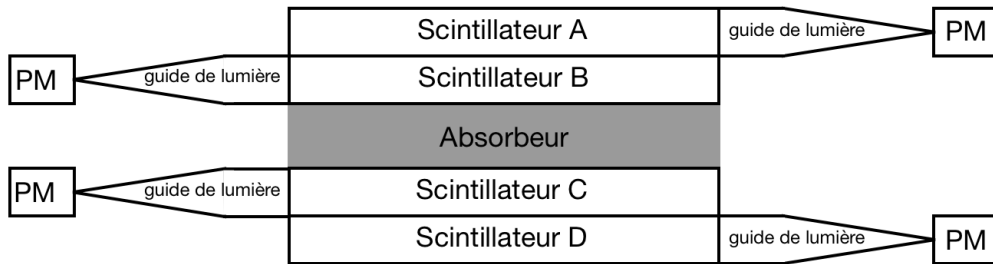 Scintillateur A
guide de lumière
PM
PM
guide de lumière
Scintillateur B
Absorbeur
PM
guide de lumière
Scintillateur C
Scintillateur D
guide de lumière
PM